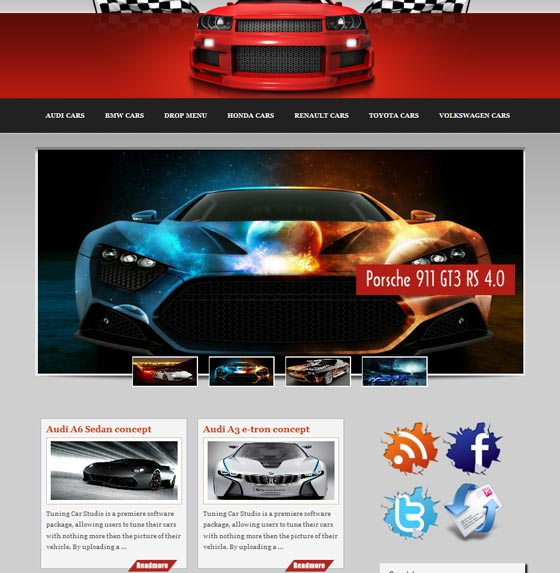 AUDI CARS BMW CARS DROP MENU HONDA CARS RENAULT CARS TOYOTA CARS VOLKSWAGEN CARS
Porsche 911 GT3 RS 4.0
Audi A6 Sedan concept
Tuning Car Studio is a premiere software
package, allowing users to tune their cars
with nothing more then the picture of their
vehicle. By uploading a ...
Readmore
Audi A3 e-tron concept
Tuning Car Studio is a premiere software
package, allowing users to tune their cars
with nothing more then the picture of their
vehicle. By uploading a ...
Readmore